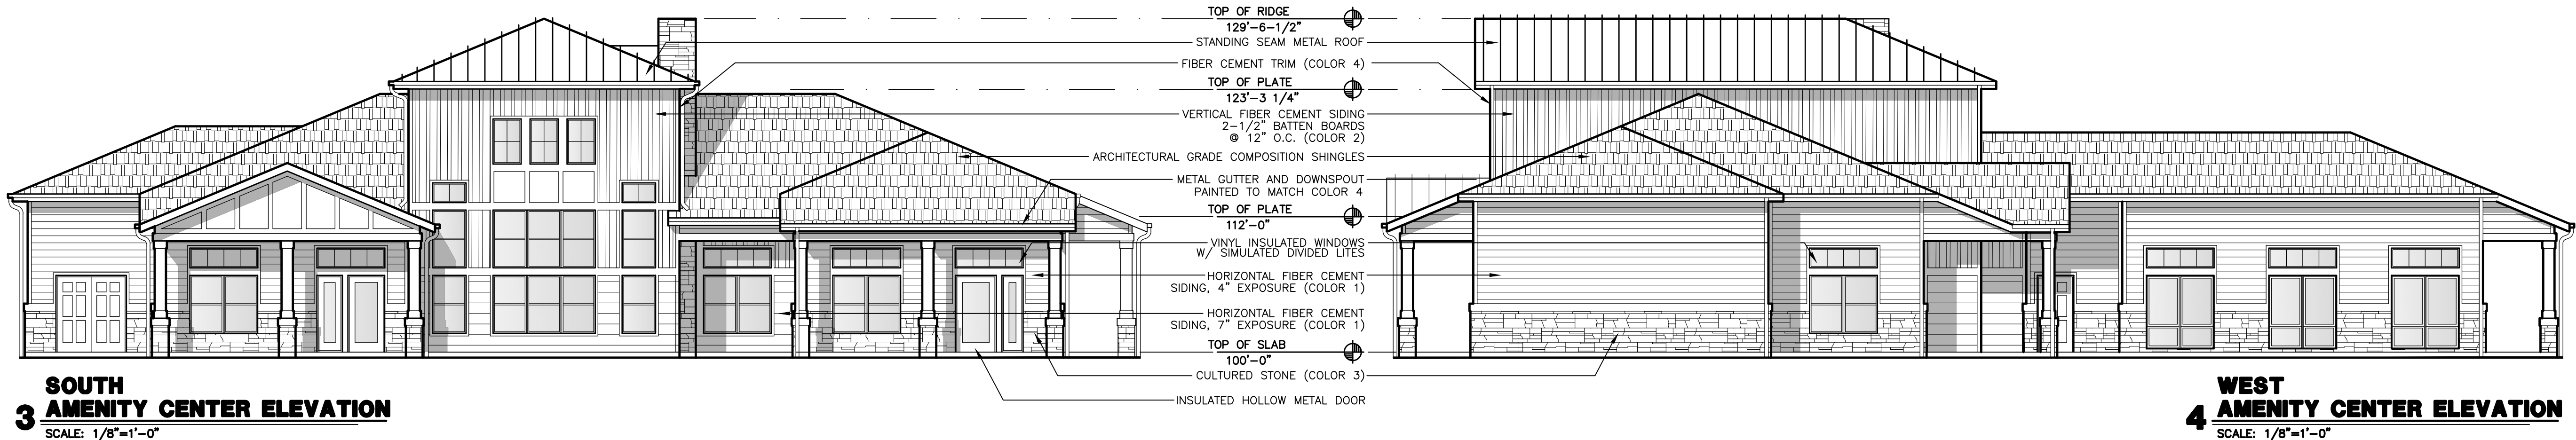 TOP OF RIDGE
129'-6-1/2"
STANDING SEAM METAL ROOF
FIBER CEMENT TRIM (COLOR 4)
TOP OF PLATE
123'-3 1/4"
VERTICAL FIBER CEMENT SIDING
2-1/2" BATTEN BOARDS
@ 12" O.C. (COLOR 2)
ARCHITECTURAL GRADE COMPOSITION SHINGLES
METAL GUTTER AND DOWNSPOUT
PAINTED TO MATCH COLOR 4
TOP OF PLATE
112'-0"
VINYL INSULATED WINDOWS
W/ SIMULATED DIVIDED LITES
HORIZONTAL FIBER CEMENT
SIDING, 4" EXPOSURE (COLOR 1)
HORIZONTAL FIBER CEMENT
SIDING, 7" EXPOSURE (COLOR 1)
TOP OF SLAB
100'-0"
CULTURED STONE (COLOR 3)
INSULATED HOLLOW METAL DOOR
SOUTH
3 AMENITY CENTER ELEVATION
SCALE: 1/8"=1'-0"
WEST
4 AMENITY CENTER ELEVATION
SCALE: 1/8"=1'-0"